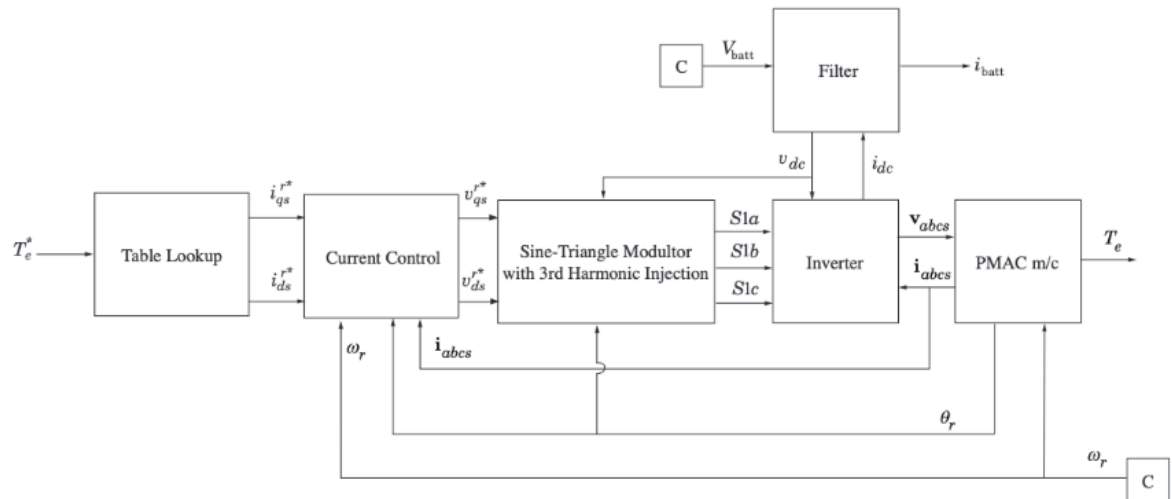 C
V_batt
Filter
i_batt
v_dc
i_dc
T_e^*
Table Lookup
i_qs^r*
i_ds^r*
Current Control
v_qs^r*
v_ds^r*
Sine-Triangle Modultor
with 3rd Harmonic Injection
S1a
S1b
S1c
Inverter
v_abcs
i_abcs
PMAC m/c
T_e
ω_r
i_abcs
θ_r
ω_r
C